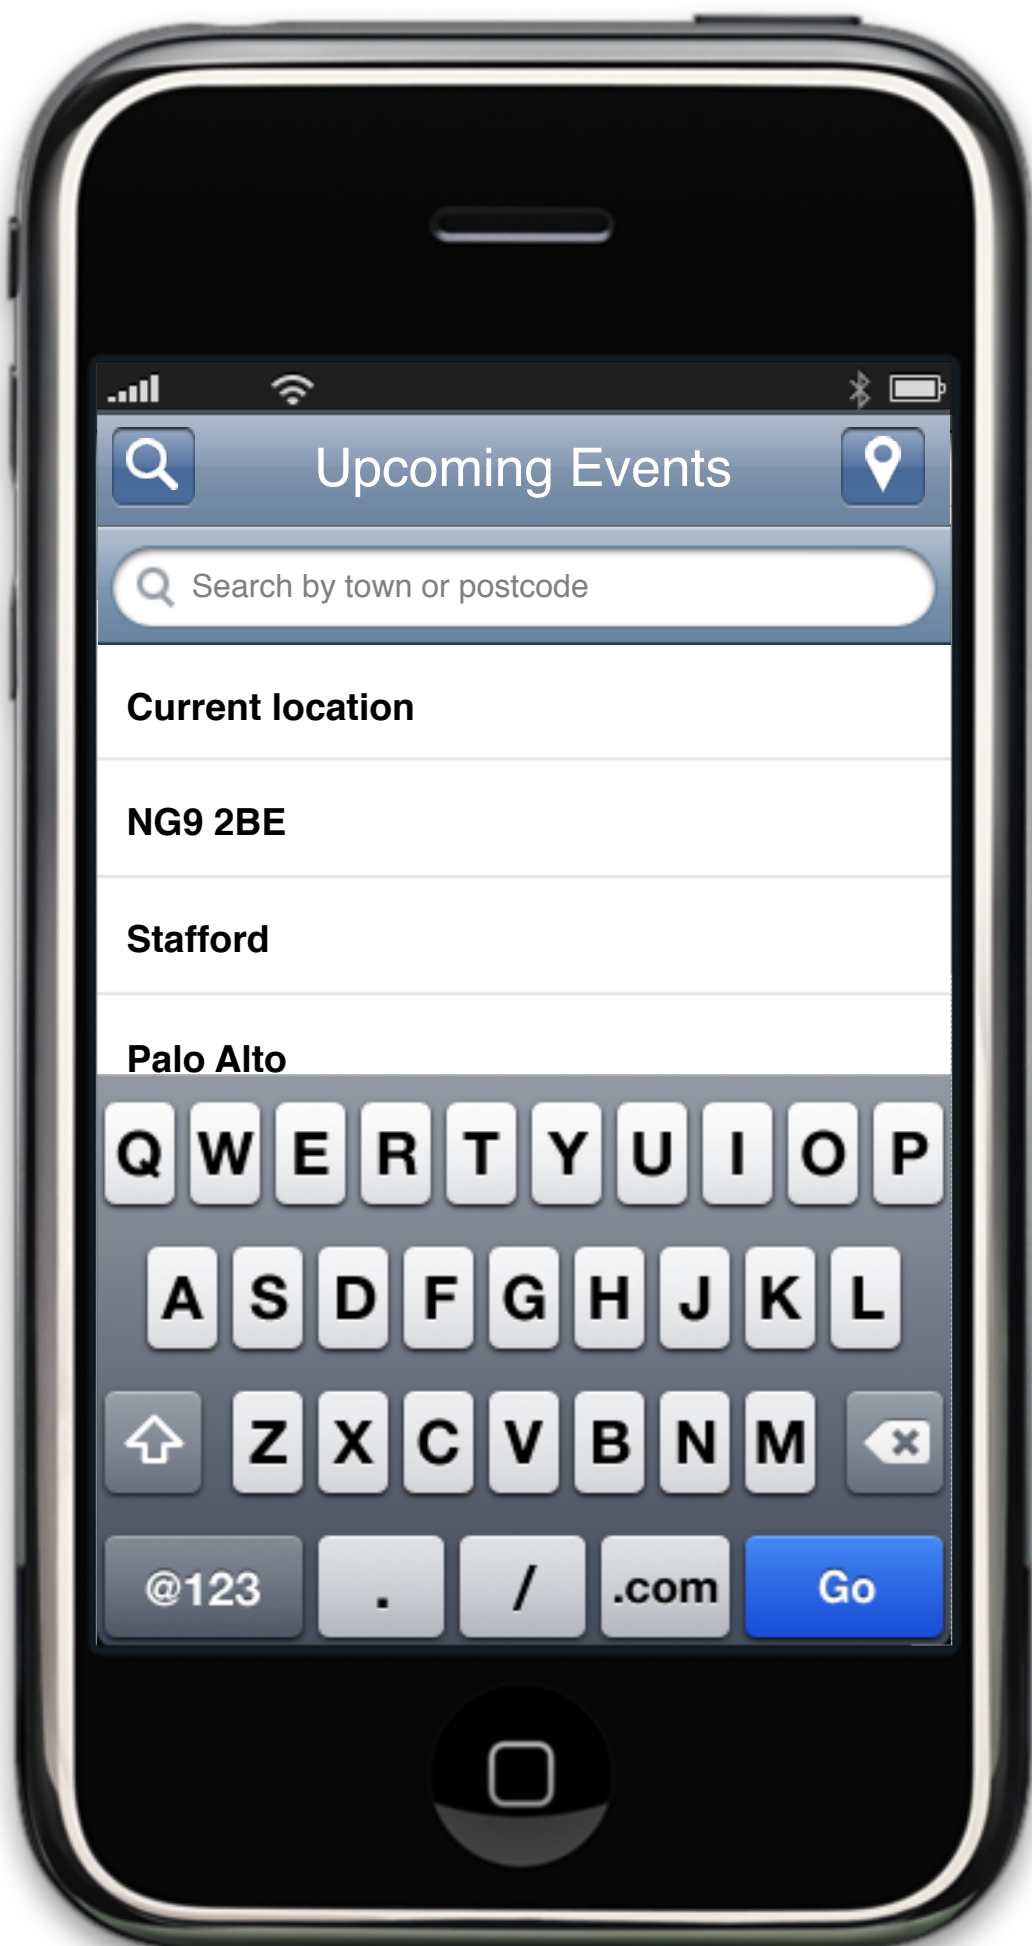 Upcoming Events
Search by town or postcode
Current location
NG9 2BE
Stafford
Palo Alto
Q W E R T Y U I O P
A S D F G H J K L
Z X C V B N M
@123 . / .com Go